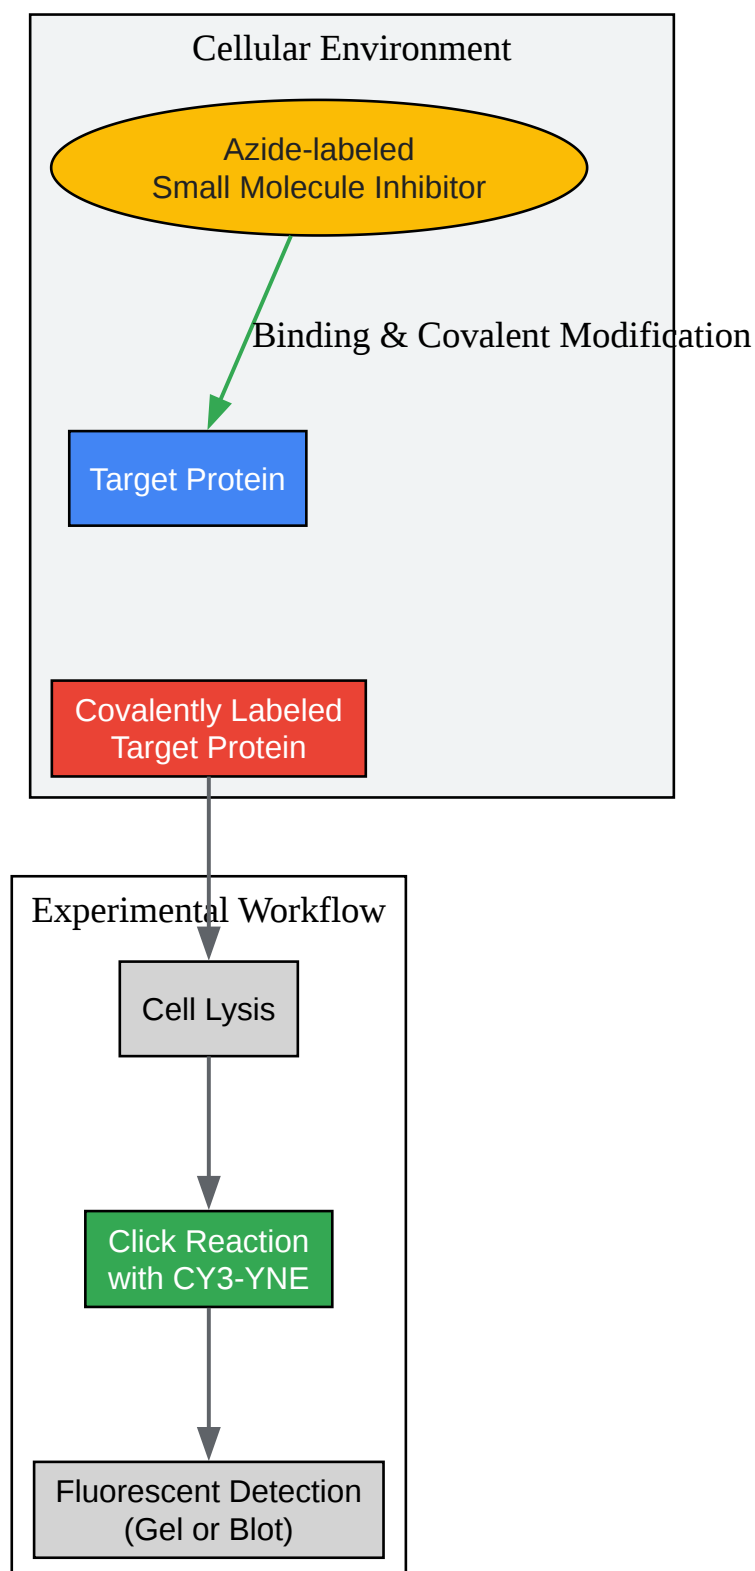 Cellular Environment
Azide-labeled
Small Molecule Inhibitor
Binding & Covalent Modification
Target Protein
Covalently Labeled
Target Protein
Experimental Workflow
Cell Lysis
Click Reaction
with CY3-YNE
Fluorescent Detection
(Gel or Blot)